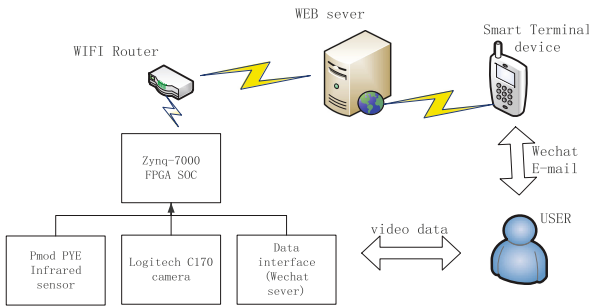 WEB sever
Smart Terminal
device
WIFI Router
Zynq-7000
FPGA SOC
Wechat
E-mail
USER
video data
Pmod PYE
Infrared
sensor
Logitech C170
camera
Data
interface
(Wechat
sever)